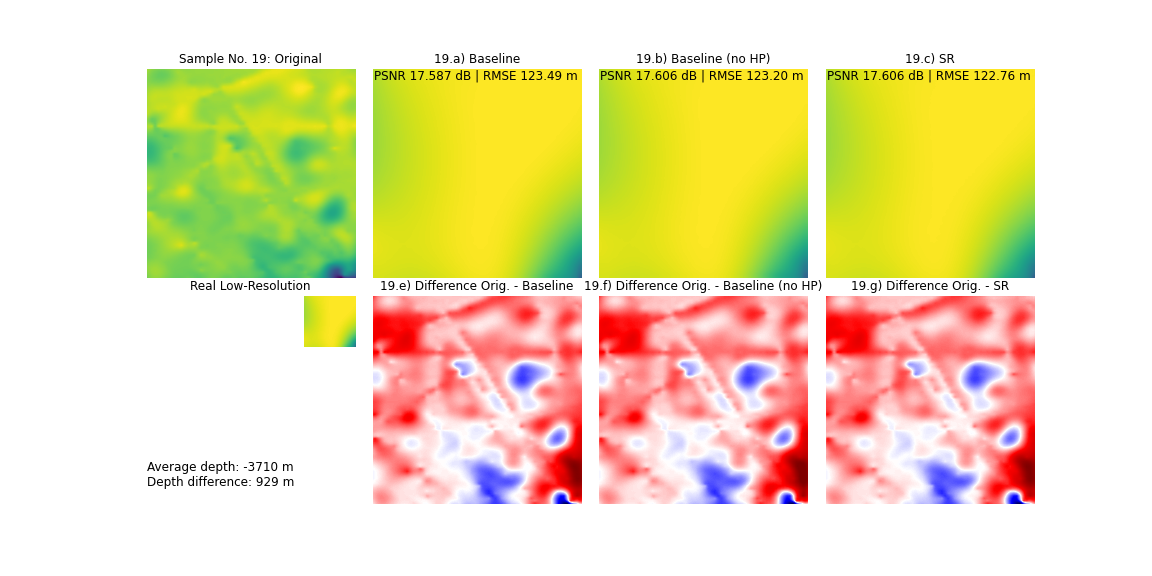 Sample No. 19: Original
19.a) Baseline
19.b) Baseline (no HP)
19.c) SR
PSNR 17.587 dB | RMSE 123.49 m
PSNR 17.606 dB | RMSE 123.20 m
PSNR 17.606 dB | RMSE 122.76 m
Real Low-Resolution
19.e) Difference Orig. - Baseline
19.f) Difference Orig. - Baseline (no HP)
19.g) Difference Orig. - SR
Average depth: -3710 m
Depth difference: 929 m